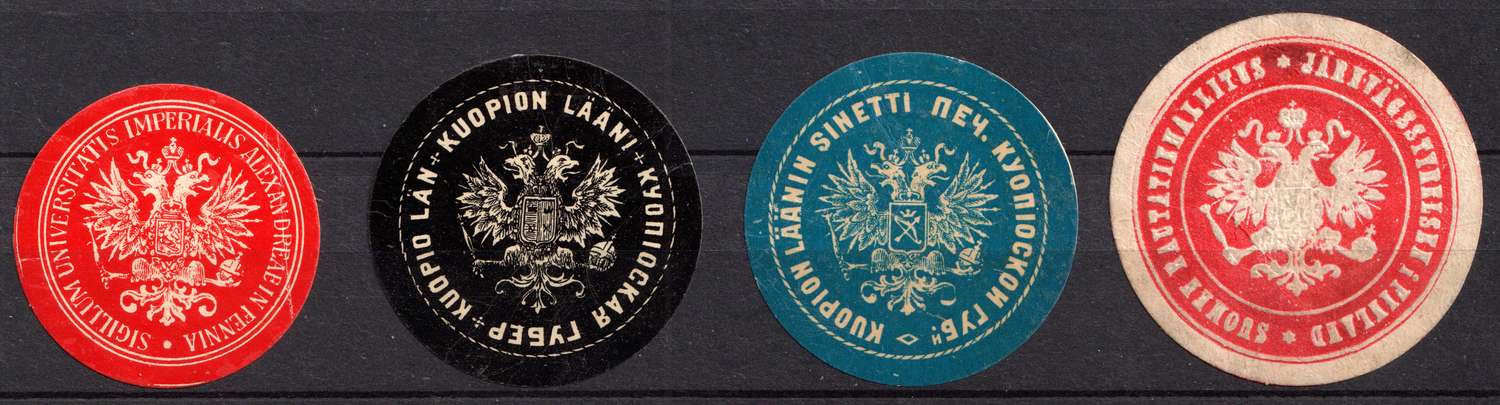 SIGILLUM UNIVERSITATIS IMPERIALIS ALEXANDREAE IN FENNIA •
KUOPIO LÄN + KUOPION LÄÄNI + КУОПІОСКАЯ ГУБЕР +
KUOPION LÄÄNIN SINETTI ПЕЧ. КУОПІОСКОИ ГУБ.И ◇
SUOMEN RAUTATIEHALLITUS * JÄRNVÄGSSTYRELSEN I FINLAND *